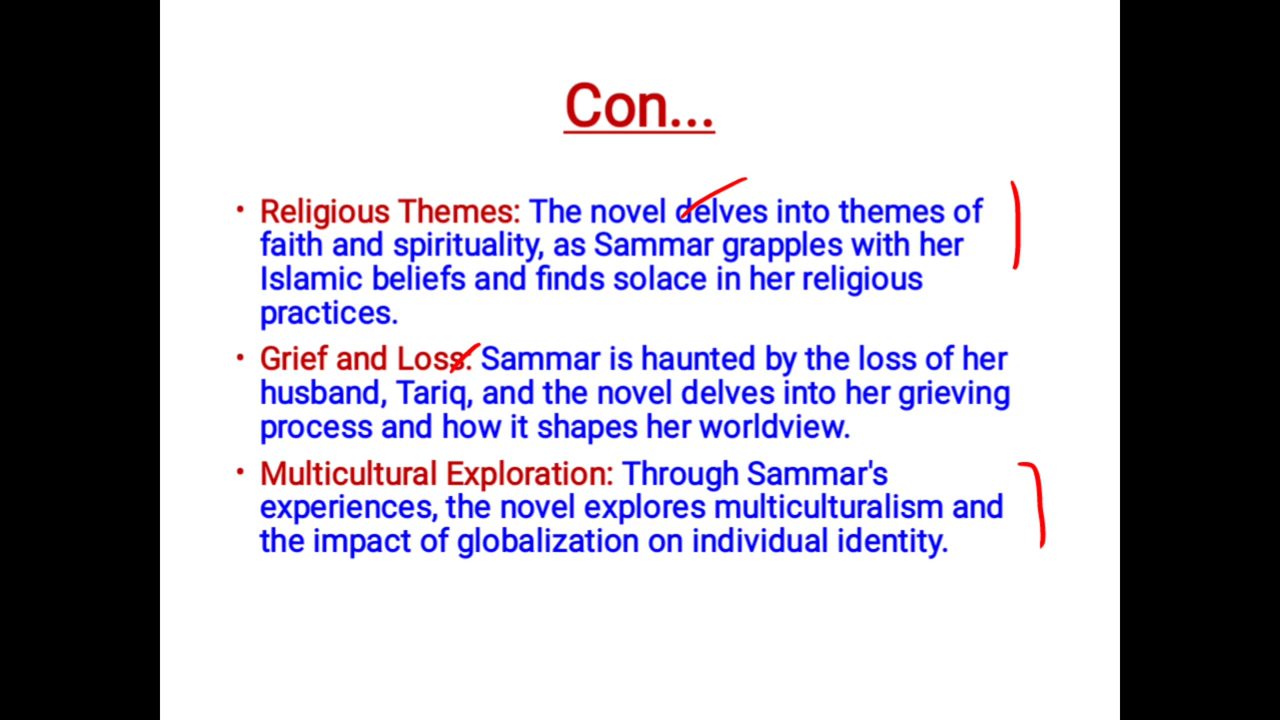 Con...
• Religious Themes: The novel delves into themes of
faith and spirituality, as Sammar grapples with her
Islamic beliefs and finds solace in her religious
practices.
• Grief and Loss: Sammar is haunted by the loss of her
husband, Tariq, and the novel delves into her grieving
process and how it shapes her worldview.
• Multicultural Exploration: Through Sammar's
experiences, the novel explores multiculturalism and
the impact of globalization on individual identity.